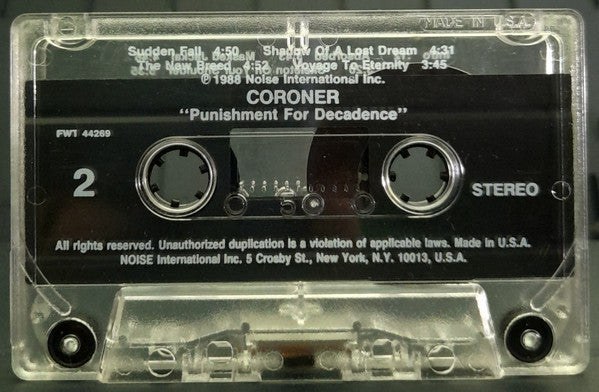 MADE IN U.S.A.
Sudden Fall 4:50 Shadow Of A Lost Dream 4:31
The New Breed 4:52 Voyage To Eternity 3:45
℗ 1988 Noise International Inc.
CORONER
"Punishment For Decadence"
FW1 44269
2
STEREO
5 0
All rights reserved. Unauthorized duplication is a violation of applicable laws. Made in U.S.A.
NOISE International Inc. 5 Crosby St., New York, N.Y. 10013, U.S.A.